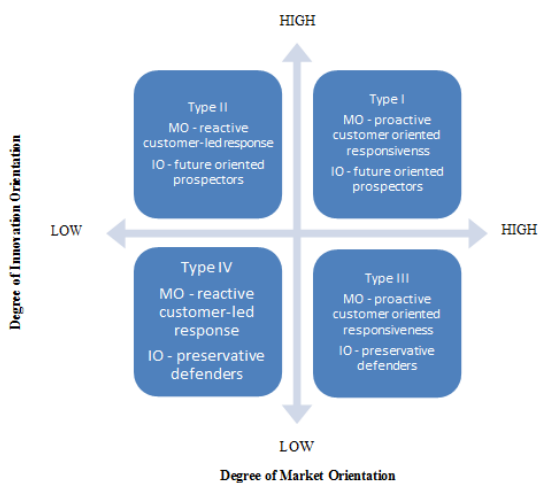 HIGH
Type II
MO - reactive
customer-led response
IO - future oriented
prospectors
Type I
MO - proactive
customer oriented
responsivenss
IO - future oriented
prospectors
Degree of Innovation Orientation
LOW
HIGH
Type IV
MO - reactive
customer-led
response
IO - preservative
defenders
Type III
MO - proactive
customer oriented
responsiveness
IO - preservative
defenders
LOW
Degree of Market Orientation